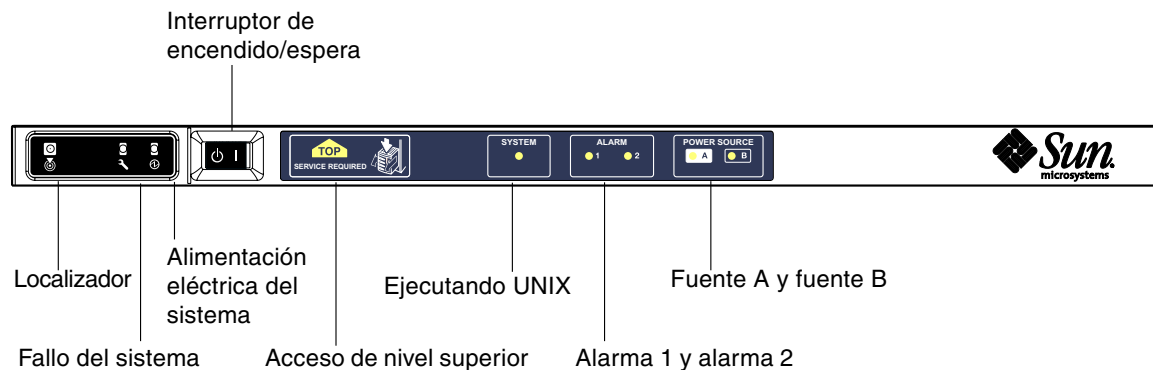 Interruptor de
encendido/espera
TOP
SERVICE REQUIRED
SYSTEM
ALARM
1 2
POWER SOURCE
A B
Sun
microsystems
Localizador
Alimentación
eléctrica del
sistema
Ejecutando UNIX
Fuente A y fuente B
Fallo del sistema
Acceso de nivel superior
Alarma 1 y alarma 2